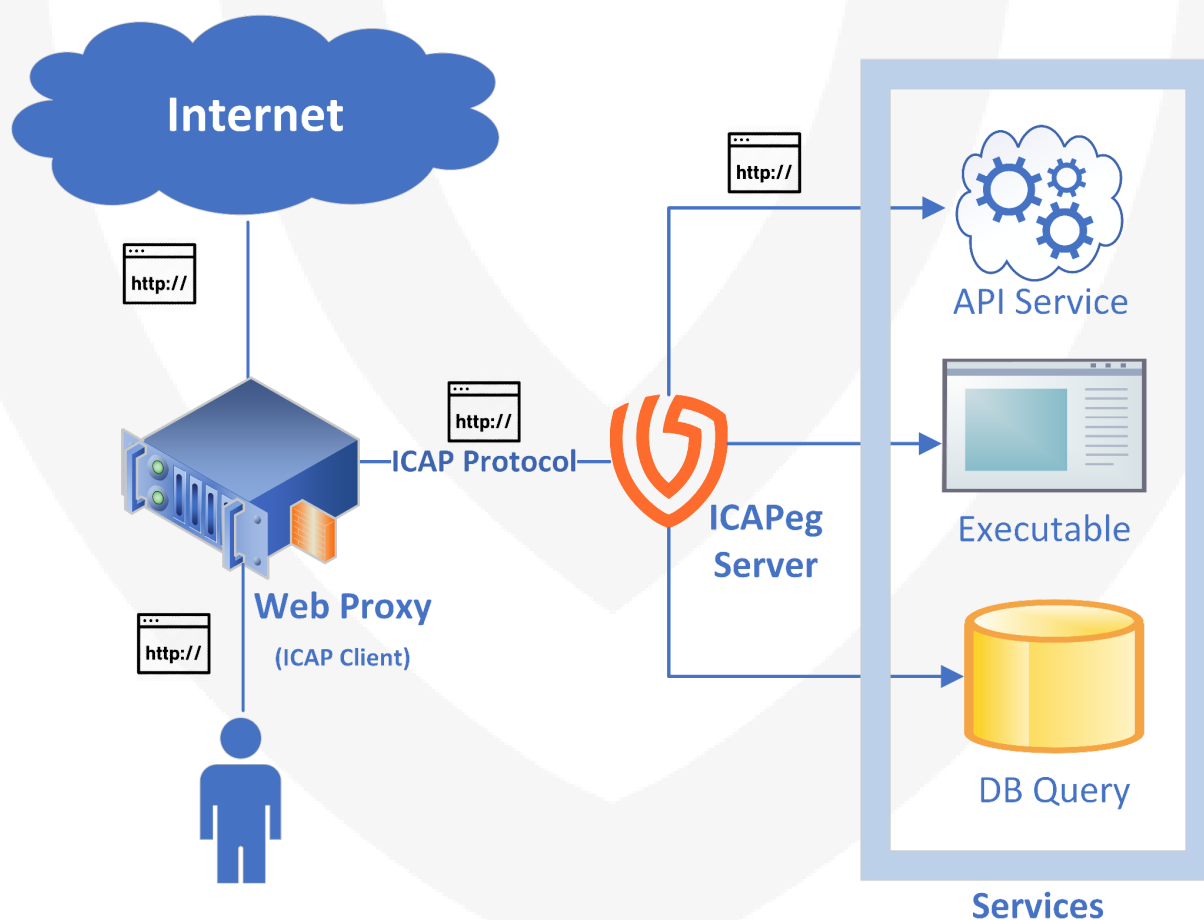 Internet
http://
http://
API Service
http://
ICAP Protocol
ICAPeg
Server
Executable
Web Proxy
(ICAP Client)
http://
DB Query
Services